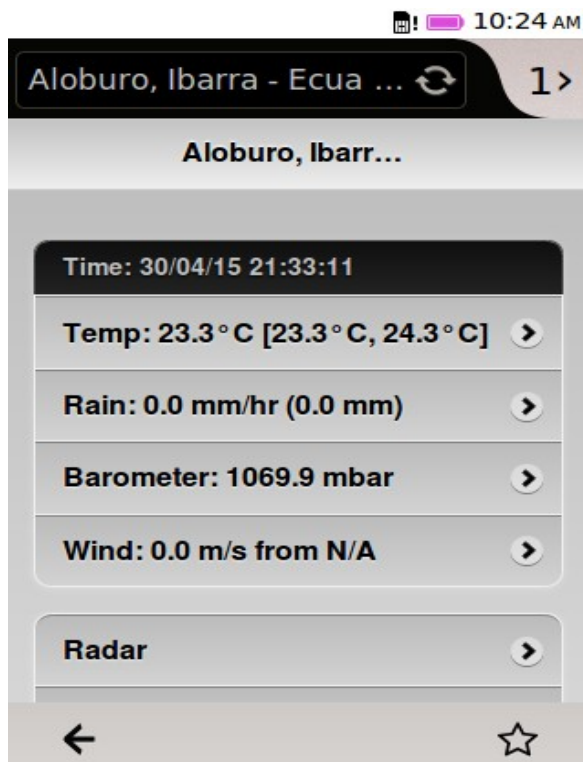 10:24 AM
Aloburo, Ibarra - Ecua ...
1>
Aloburo, Ibarr...
Time: 30/04/15 21:33:11
Temp: 23.3°C [23.3°C, 24.3°C]
Rain: 0.0 mm/hr (0.0 mm)
Barometer: 1069.9 mbar
Wind: 0.0 m/s from N/A
Radar